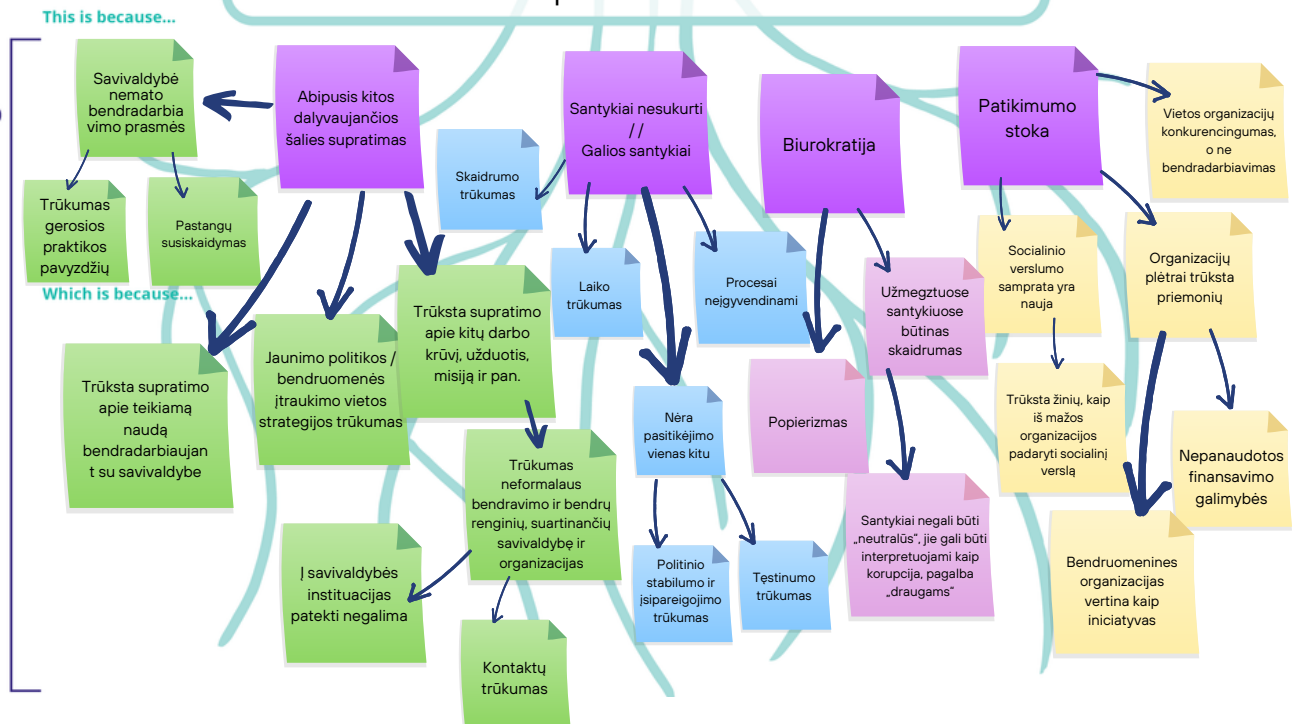 This is because...
Savivaldybė
nemato
bendradarbia
vimo prasmės
Abipusis kitos
dalyvaujančios
šalies supratimas
Santykiai nesukurti
//
Galios santykiai
Biurokratija
Patikimumo
stoka
Vietos organizacijų
konkurencingumas,
o ne
bendradarbiavimas
Trūkumas
gerosios
praktikos
pavyzdžių
Pastangų
susiskaidymas
Skaidrumo
trūkumas
Laiko
trūkumas
Procesai
neįgyvendinami
Užmegztuose
santykiuose
būtinas
skaidrumas
Socialinio
verslumo
samprata yra
nauja
Organizacijų
plėtrai trūksta
priemonių
Which is because...
Trūksta supratimo
apie teikiamą
naudą
bendradarbiaujan
t su savivaldybe
Jaunimo politikos /
bendruomenės
įtraukimo vietos
strategijos trūkumas
Trūksta supratimo
apie kitų darbo
krūvį, užduotis,
misiją ir pan.
Nėra
pasitikėjimo
vienas kitu
Popierizmas
Trūksta žinių, kaip
iš mažos
organizacijos
padaryti socialinį
verslą
Nepanaudotos
finansavimo
galimybės
Trūkumas
neformalaus
bendravimo ir bendrų
renginių, suartinančių
savivaldybę ir
organizacijas
Santykiai negali būti
„neutralūs“, jie gali būti
interpretuojami kaip
korupcija, pagalba
„draugams“
Į savivaldybės
instituacijas
patekti negalima
Politinio
stabilumo ir
įsipareigojimo
trūkumas
Tęstinumo
trūkumas
Bendruomenines
organizacijas
vertina kaip
iniciatyvas
Kontaktų
trūkumas